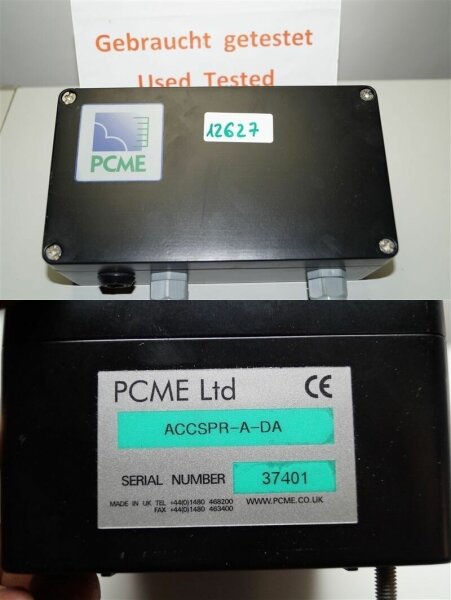 Gebraucht getestet
Used Tested
12627
PCME
PCME Ltd
CE
ACCSPR-A-DA
SERIAL NUMBER 37401
MADE IN UK TEL +44(0)1480 468200
FAX +44(0)1480 463400
WWW.PCME.CO.UK